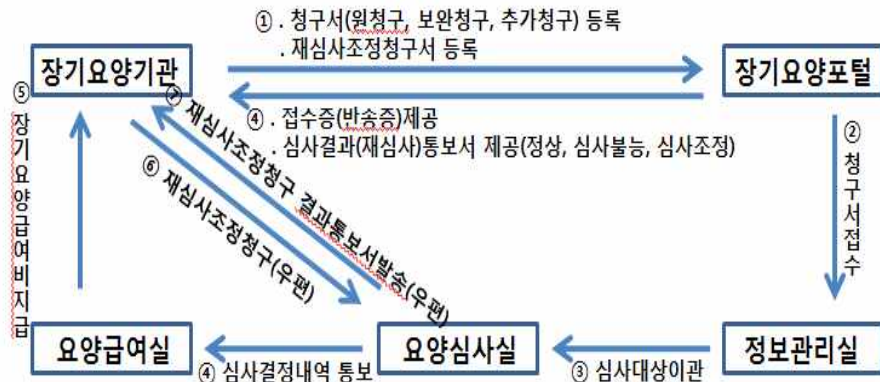 ① . 청구서(원청구, 보완청구, 추가청구) 등록
. 재심사조정청구서 등록
장기요양기관
장기요양포털
④ . 접수증(반송증)제공
. 심사결과(재심사)통보서 제공(정상, 심사불능, 심사조정)
⑤ 장기요양급여비지급
⑦ 재심사조정청구 결과통보서발송(우편)
⑥ 재심사조정청구(우편)
② 청구서접수
요양급여실
요양심사실
정보관리실
④ 심사결정내역 통보
③ 심사대상이관